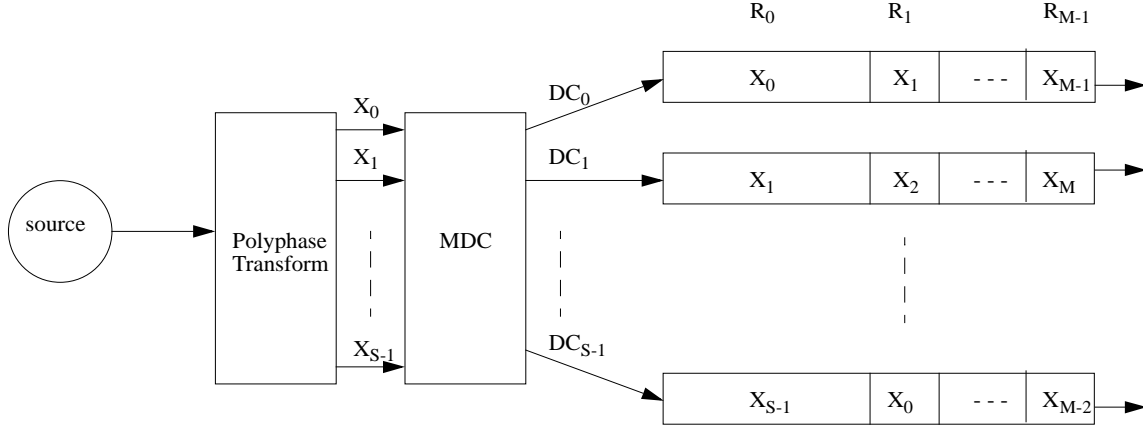 R0 R1 RM-1
X0 X1 - - - XM-1
DC0
X0
X1
DC1
X1 X2 - - - XM
source
Polyphase
Transform
MDC
XS-1
DCS-1
XS-1 X0 - - - XM-2